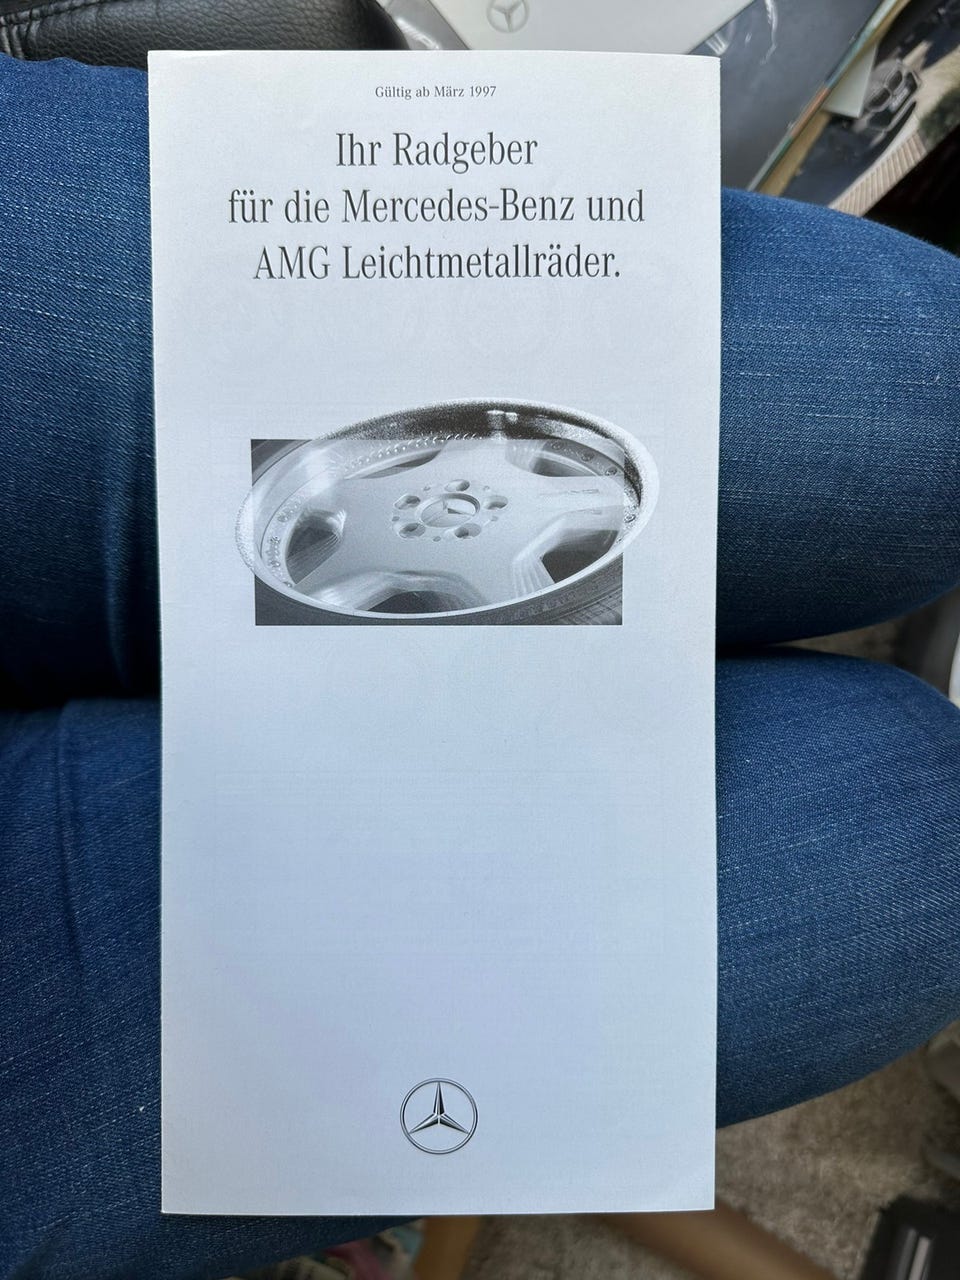 Gültig ab März 1997
Ihr Radgeber
für die Mercedes-Benz und
AMG Leichtmetallräder.